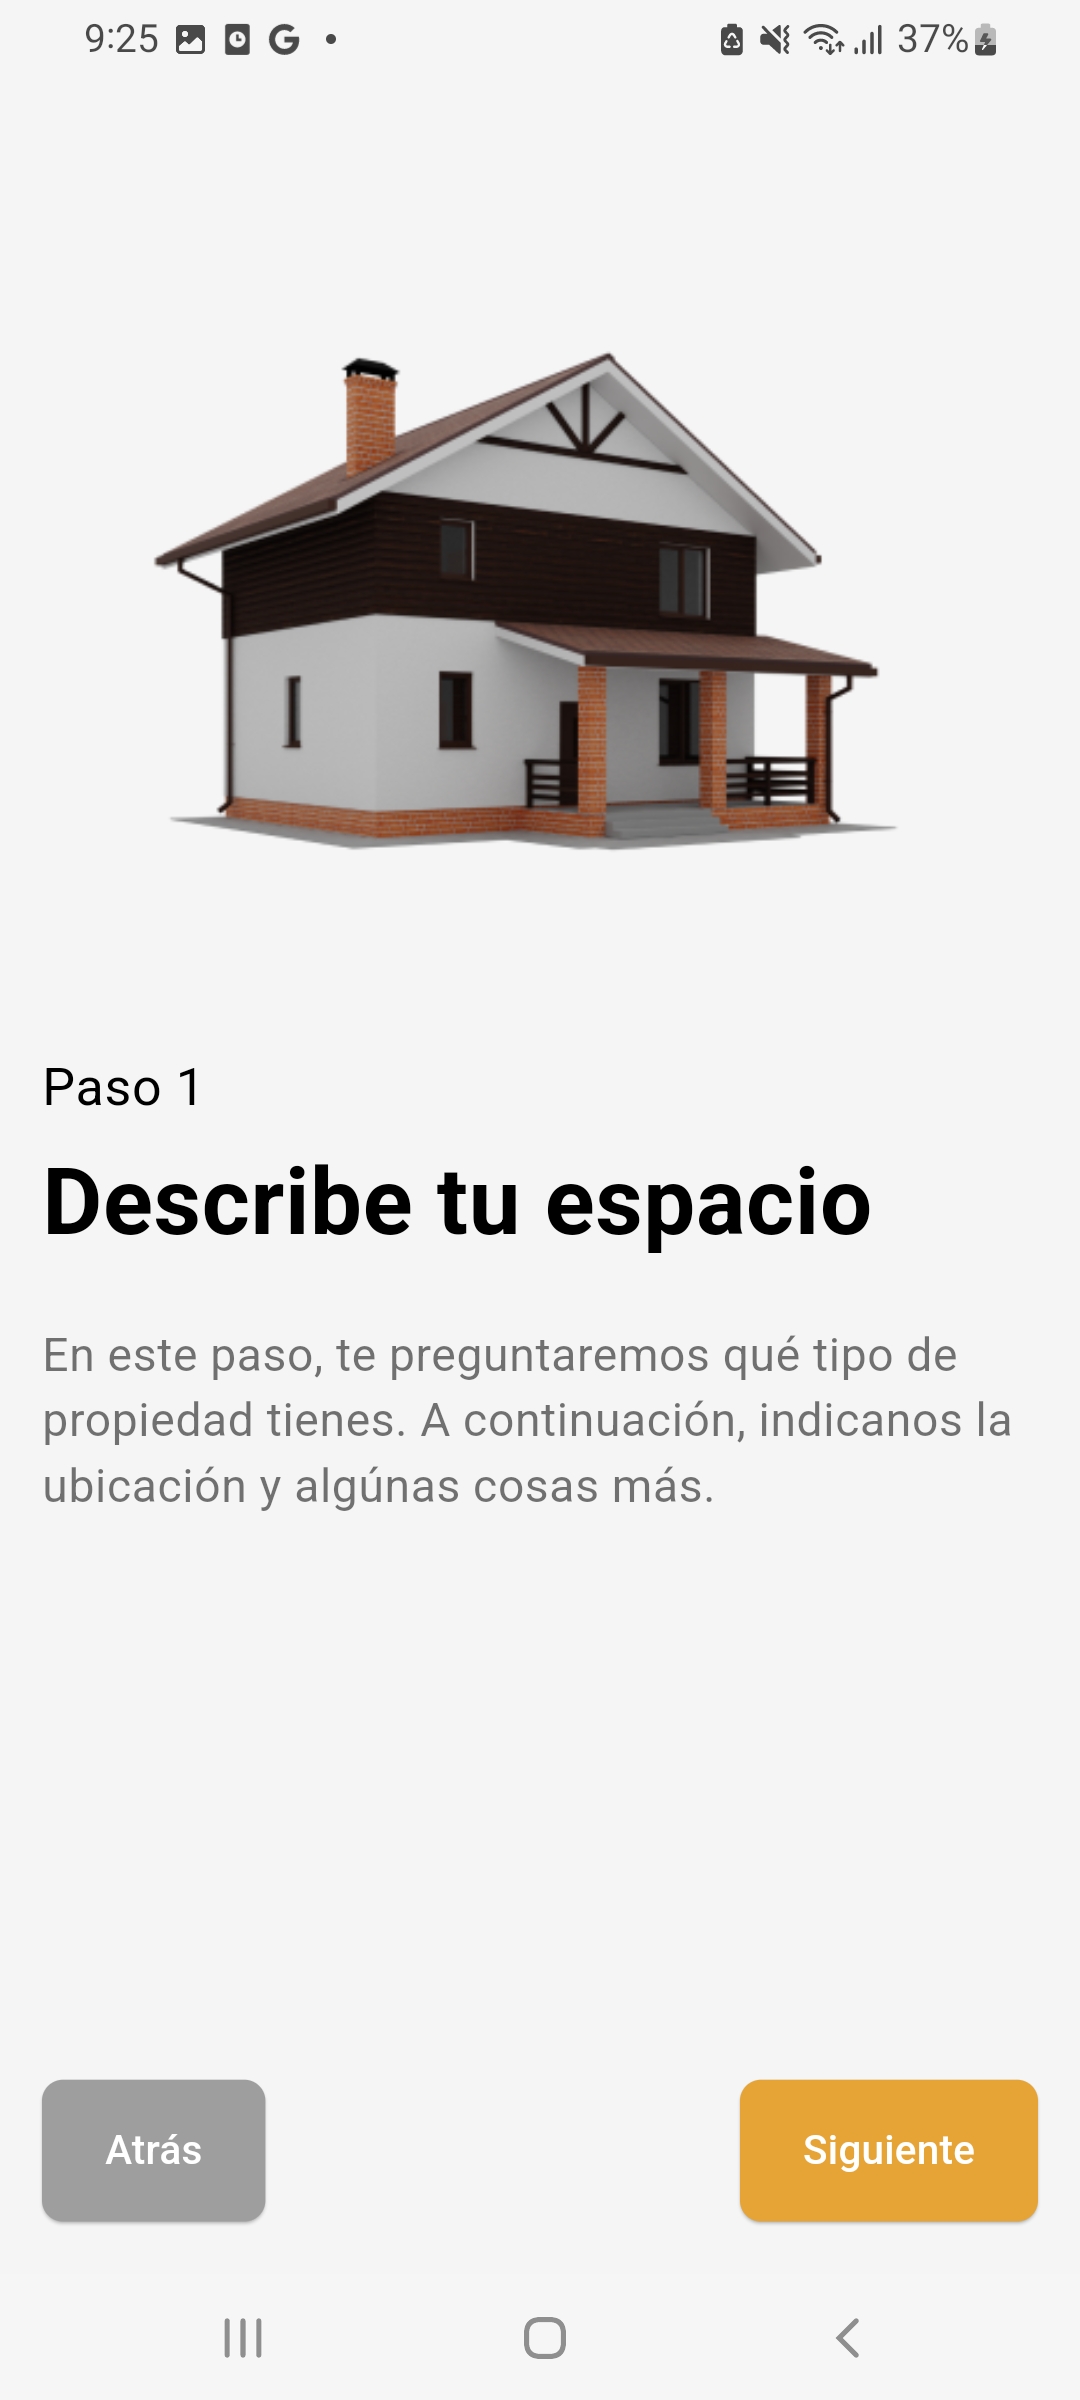 9:25
37%
Paso 1
Describe tu espacio
En este paso, te preguntaremos qué tipo de
propiedad tienes. A continuación, indicanos la
ubicación y algúnas cosas más.
Atrás
Siguiente